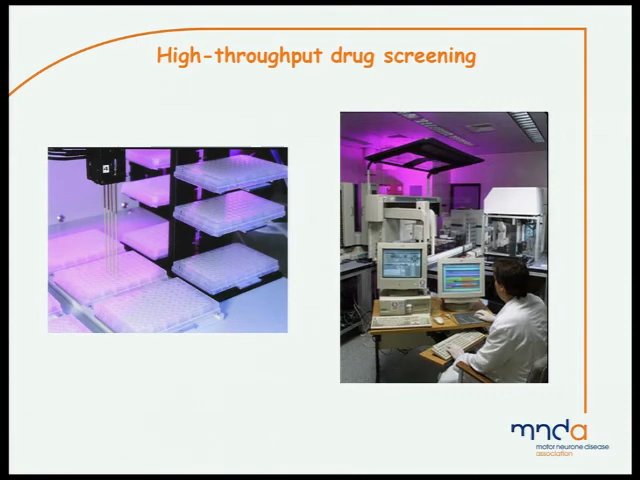 High-throughput drug screening
mnda
motor neurone disease
association